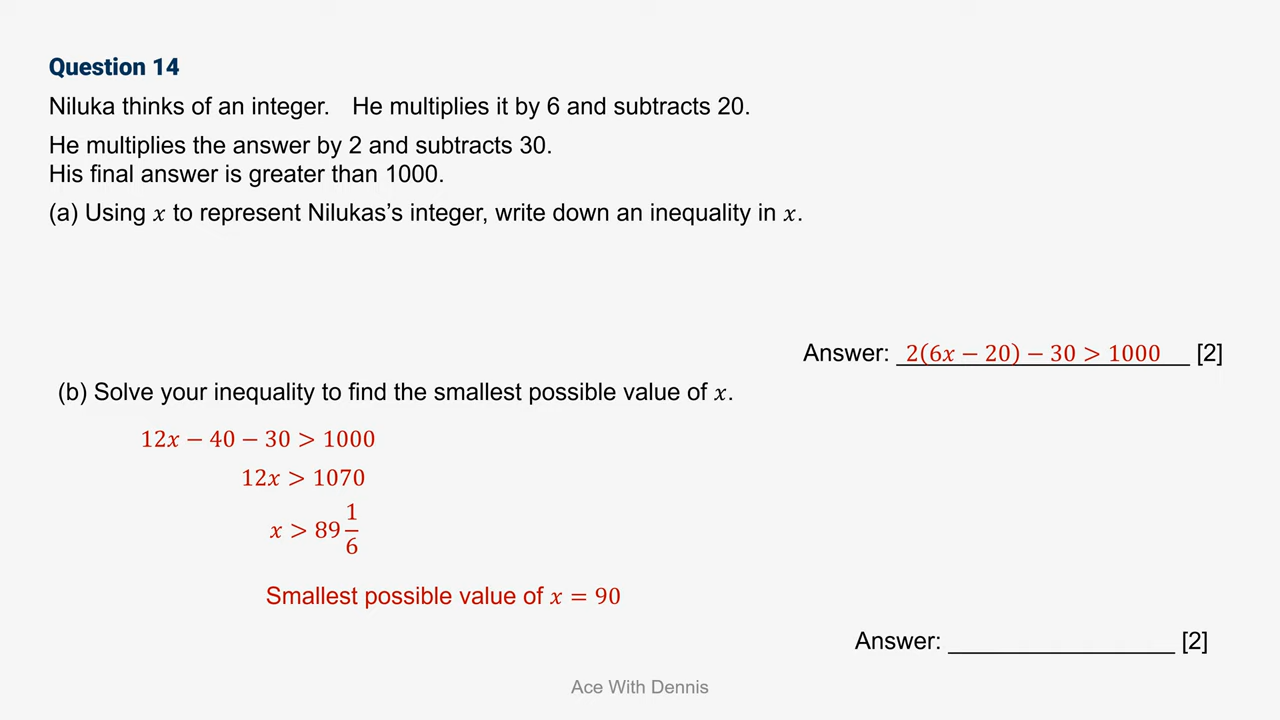 Question 14
Niluka thinks of an integer. He multiplies it by 6 and subtracts 20.
He multiplies the answer by 2 and subtracts 30.
His final answer is greater than 1000.
(a) Using x to represent Nilukas’s integer, write down an inequality in x.
Answer: 2(6x − 20) − 30 > 1000 [2]
(b) Solve your inequality to find the smallest possible value of x.
12x − 40 − 30 > 1000
12x > 1070
x > 89 1/6
Smallest possible value of x = 90
Answer: ________________ [2]
Ace With Dennis